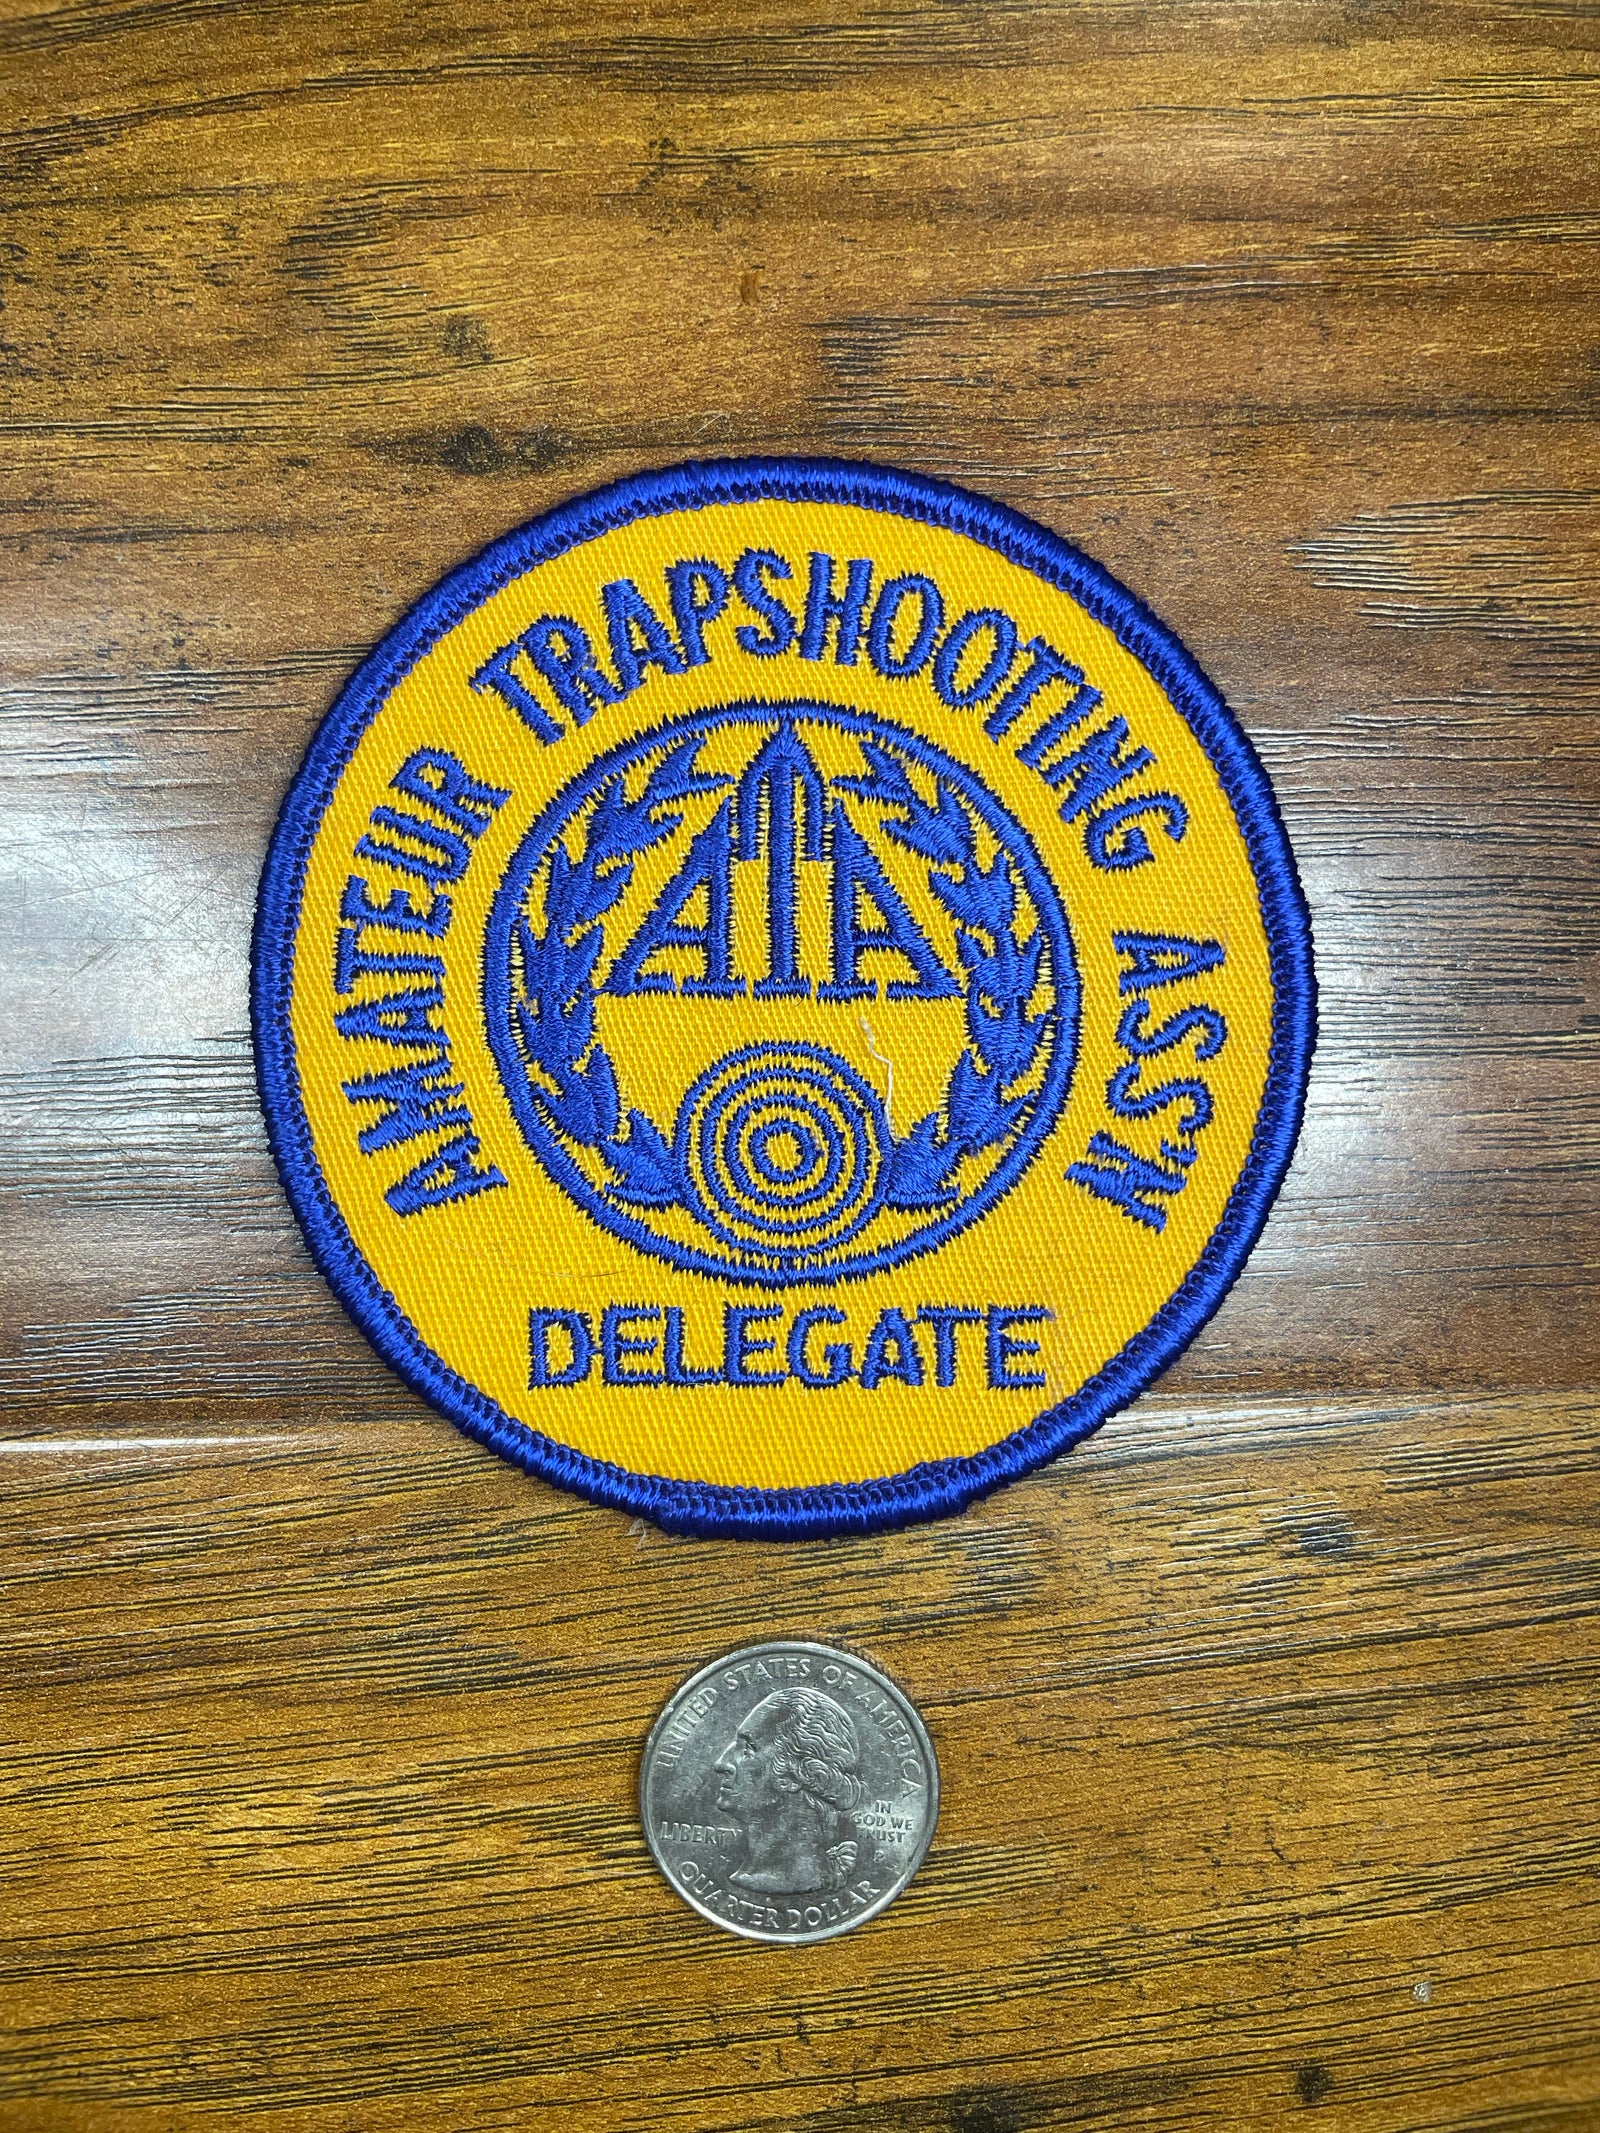 AMATEUR TRAPSHOOTING ASS'N
ATA
DELEGATE
UNITED STATES OF AMERICA
LIBERTY
IN
GOD WE
TRUST
P
QUARTER DOLLAR